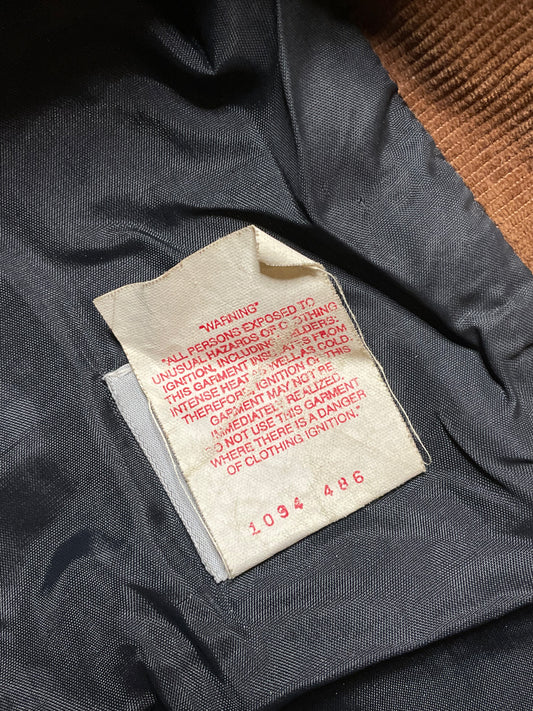 "WARNING"
"ALL PERSONS EXPOSED TO
UNUSUAL HAZARDS OF CLOTHING
IGNITION, INCLUDING WELDERS:
THIS GARMENT INSULATES FROM
INTENSE HEAT AS WELL AS COLD.
THEREFORE, IGNITION OF THIS
GARMENT MAY NOT BE
IMMEDIATELY REALIZED.
DO NOT USE THIS GARMENT
WHERE THERE IS A DANGER
OF CLOTHING IGNITION."
1094 486